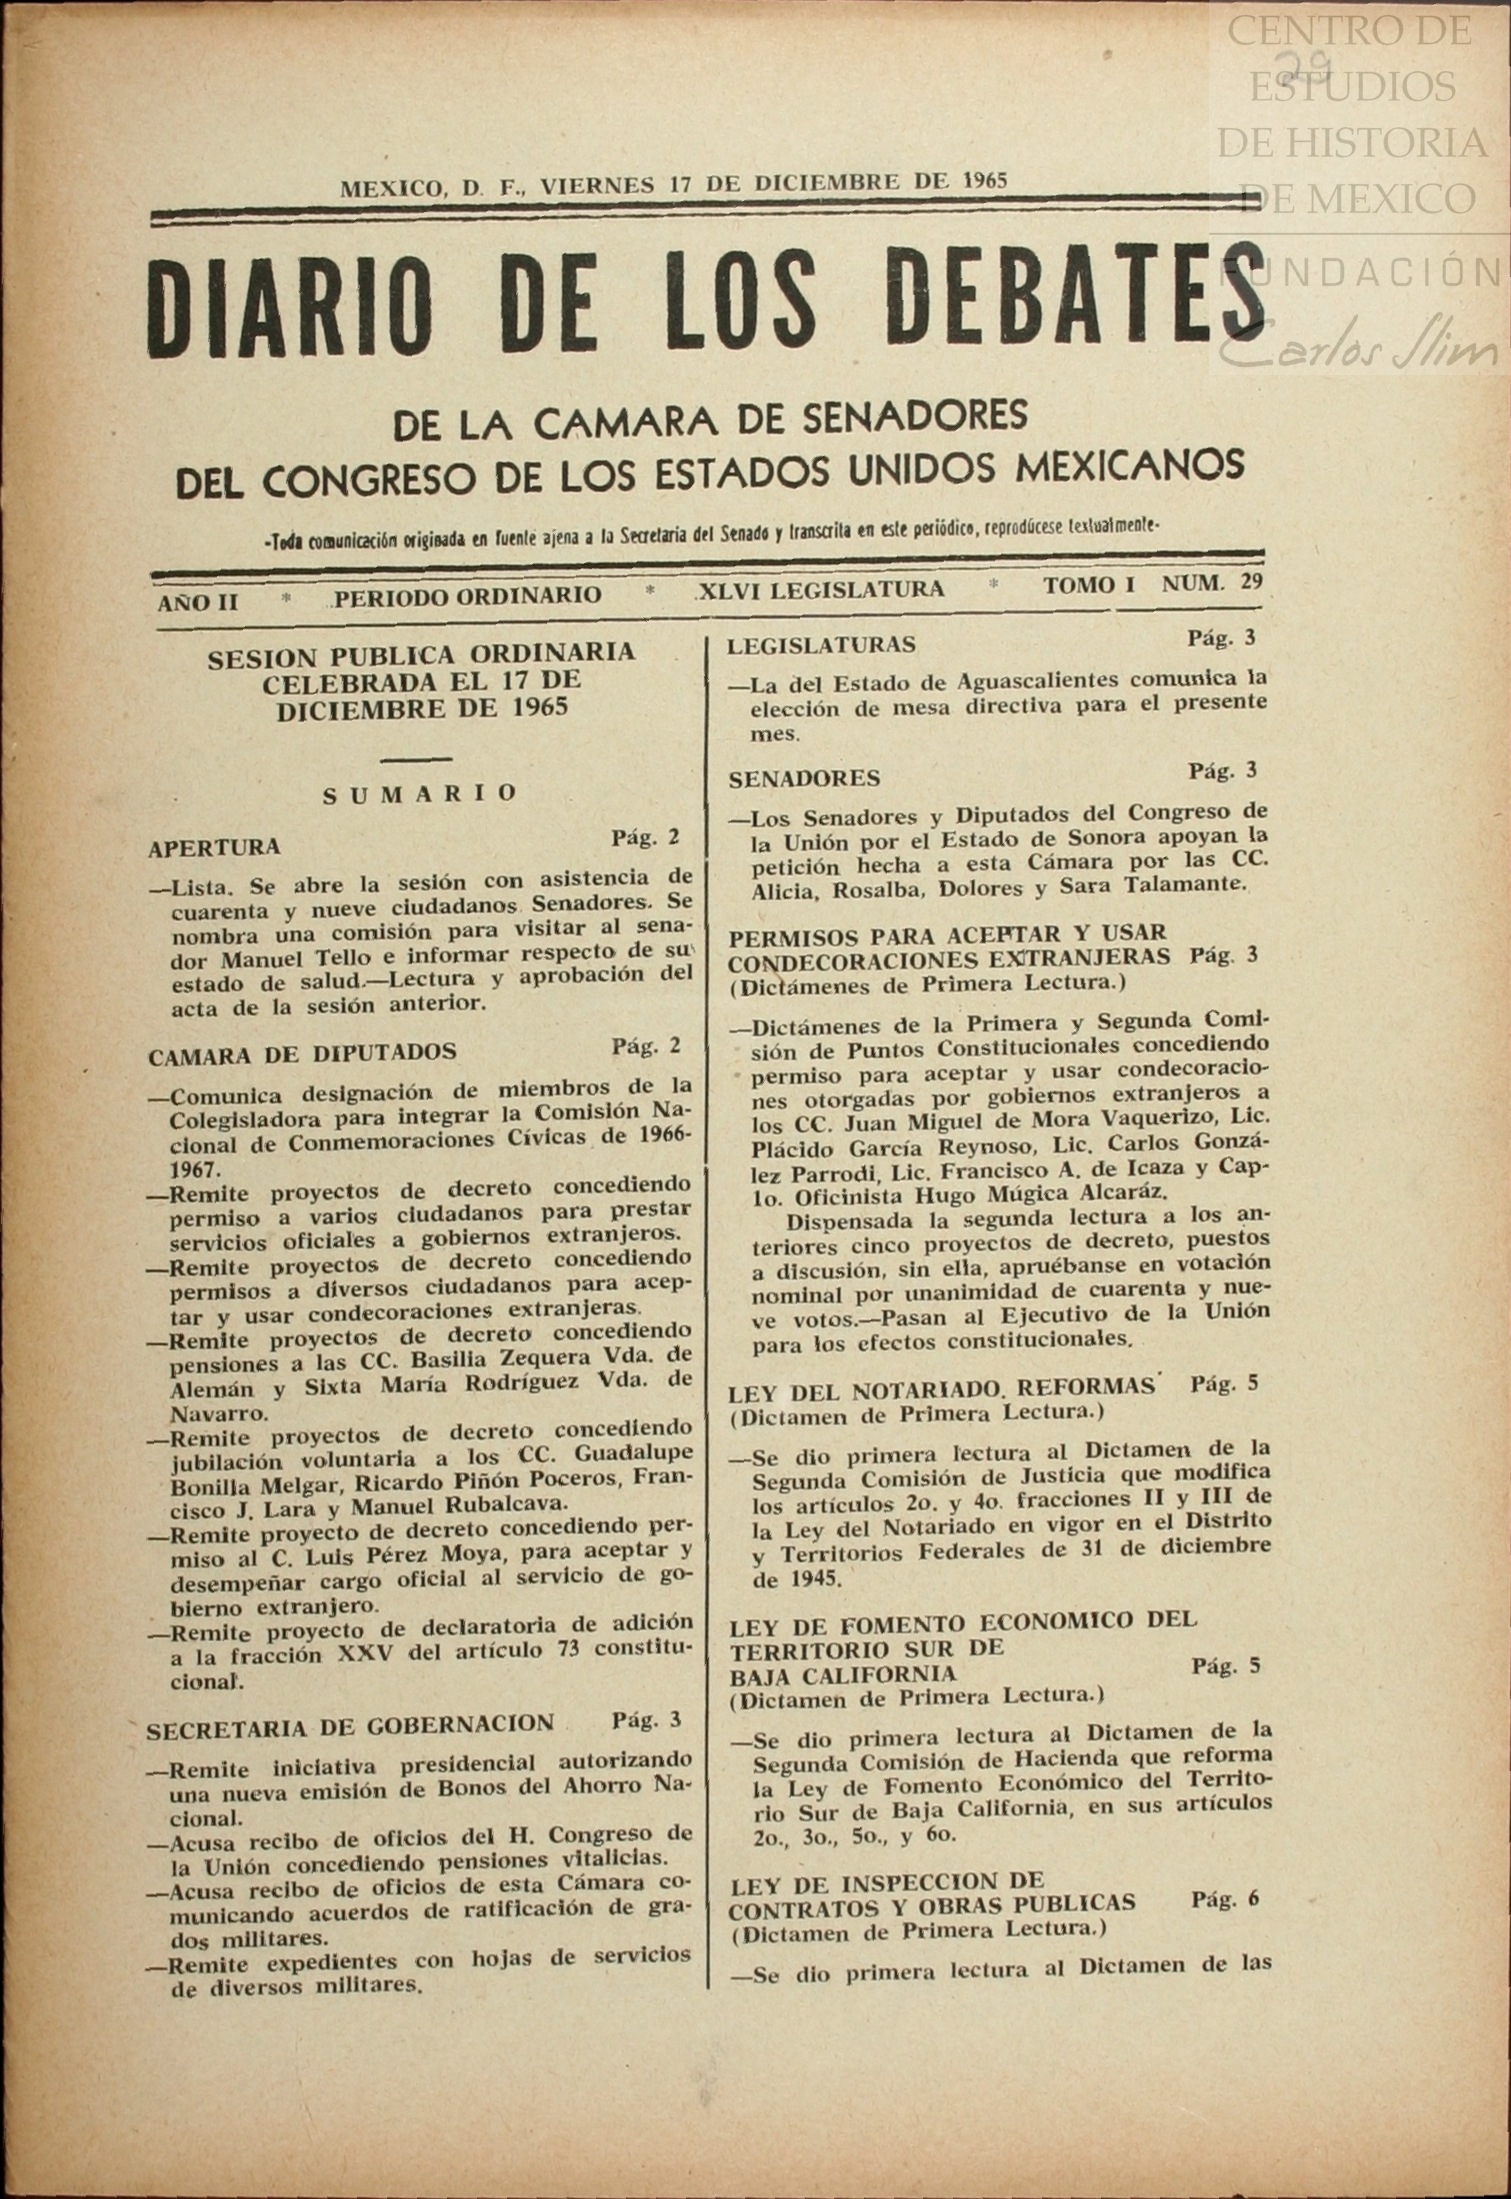 CENTRO DE
ESTUDIOS
DE HISTORIA
DE MEXICO
FUNDACIÓN
Carlos Slim
29
MEXICO, D. F., VIERNES 17 DE DICIEMBRE DE 1965
DIARIO DE LOS DEBATES
DE LA CAMARA DE SENADORES
DEL CONGRESO DE LOS ESTADOS UNIDOS MEXICANOS
-Toda comunicación originada en fuente ajena a la Secretaria del Senado y transcrita en este periódico, reprodúcese textualmente-
AÑO II * PERIODO ORDINARIO * XLVI LEGISLATURA * TOMO I NUM. 29
SESION PUBLICA ORDINARIA
CELEBRADA EL 17 DE
DICIEMBRE DE 1965
SUMARIO
APERTURA Pág. 2
—Lista. Se abre la sesión con asistencia de
cuarenta y nueve ciudadanos Senadores. Se
nombra una comisión para visitar al sena-
dor Manuel Tello e informar respecto de su
estado de salud.—Lectura y aprobación del
acta de la sesión anterior.
CAMARA DE DIPUTADOS Pág. 2
—Comunica designación de miembros de la
Colegisladora para integrar la Comisión Na-
cional de Conmemoraciones Cívicas de 1966-
1967.
—Remite proyectos de decreto concediendo
permiso a varios ciudadanos para prestar
servicios oficiales a gobiernos extranjeros.
—Remite proyectos de decreto concediendo
permisos a diversos ciudadanos para acep-
tar y usar condecoraciones extranjeras.
—Remite proyectos de decreto concediendo
pensiones a las CC. Basilia Zequera Vda. de
Alemán y Sixta María Rodríguez Vda. de
Navarro.
—Remite proyectos de decreto concediendo
jubilación voluntaria a los CC. Guadalupe
Bonilla Melgar, Ricardo Piñón Poceros, Fran-
cisco J. Lara y Manuel Rubalcava.
—Remite proyecto de decreto concediendo per-
miso al C. Luis Pérez Moya, para aceptar y
desempeñar cargo oficial al servicio de go-
bierno extranjero.
—Remite proyecto de declaratoria de adición
a la fracción XXV del artículo 73 constitu-
cional.
SECRETARIA DE GOBERNACION Pág. 3
—Remite iniciativa presidencial autorizando
una nueva emisión de Bonos del Ahorro Na-
cional.
—Acusa recibo de oficios del H. Congreso de
la Unión concediendo pensiones vitalicias.
—Acusa recibo de oficios de esta Cámara co-
municando acuerdos de ratificación de gra-
dos militares.
—Remite expedientes con hojas de servicios
de diversos militares.
LEGISLATURAS Pág. 3
—La del Estado de Aguascalientes comunica la
elección de mesa directiva para el presente
mes.
SENADORES Pág. 3
—Los Senadores y Diputados del Congreso de
la Unión por el Estado de Sonora apoyan la
petición hecha a esta Cámara por las CC.
Alicia, Rosalba, Dolores y Sara Talamante.
PERMISOS PARA ACEPTAR Y USAR
CONDECORACIONES EXTRANJERAS Pág. 3
(Dictámenes de Primera Lectura.)
—Dictámenes de la Primera y Segunda Comi-
sión de Puntos Constitucionales concediendo
permiso para aceptar y usar condecoracio-
nes otorgadas por gobiernos extranjeros a
los CC. Juan Miguel de Mora Vaquerizo, Lic.
Plácido García Reynoso, Lic. Carlos Gonzá-
lez Parrodi, Lic. Francisco A. de Icaza y Cap-
1o. Oficinista Hugo Múgica Alcaráz.
Dispensada la segunda lectura a los an-
teriores cinco proyectos de decreto, puestos
a discusión, sin ella, apruébanse en votación
nominal por unanimidad de cuarenta y nue-
ve votos.—Pasan al Ejecutivo de la Unión
para los efectos constitucionales.
LEY DEL NOTARIADO. REFORMAS Pág. 5
(Dictamen de Primera Lectura.)
—Se dio primera lectura al Dictamen de la
Segunda Comisión de Justicia que modifica
los artículos 2o. y 4o. fracciones II y III de
la Ley del Notariado en vigor en el Distrito
y Territorios Federales de 31 de diciembre
de 1945.
LEY DE FOMENTO ECONOMICO DEL
TERRITORIO SUR DE
BAJA CALIFORNIA Pág. 5
(Dictamen de Primera Lectura.)
—Se dio primera lectura al Dictamen de la
Segunda Comisión de Hacienda que reforma
la Ley de Fomento Económico del Territo-
rio Sur de Baja California, en sus artículos
2o., 3o., 5o., y 6o.
LEY DE INSPECCION DE
CONTRATOS Y OBRAS PUBLICAS Pág. 6
(Dictamen de Primera Lectura.)
—Se dio primera lectura al Dictamen de las